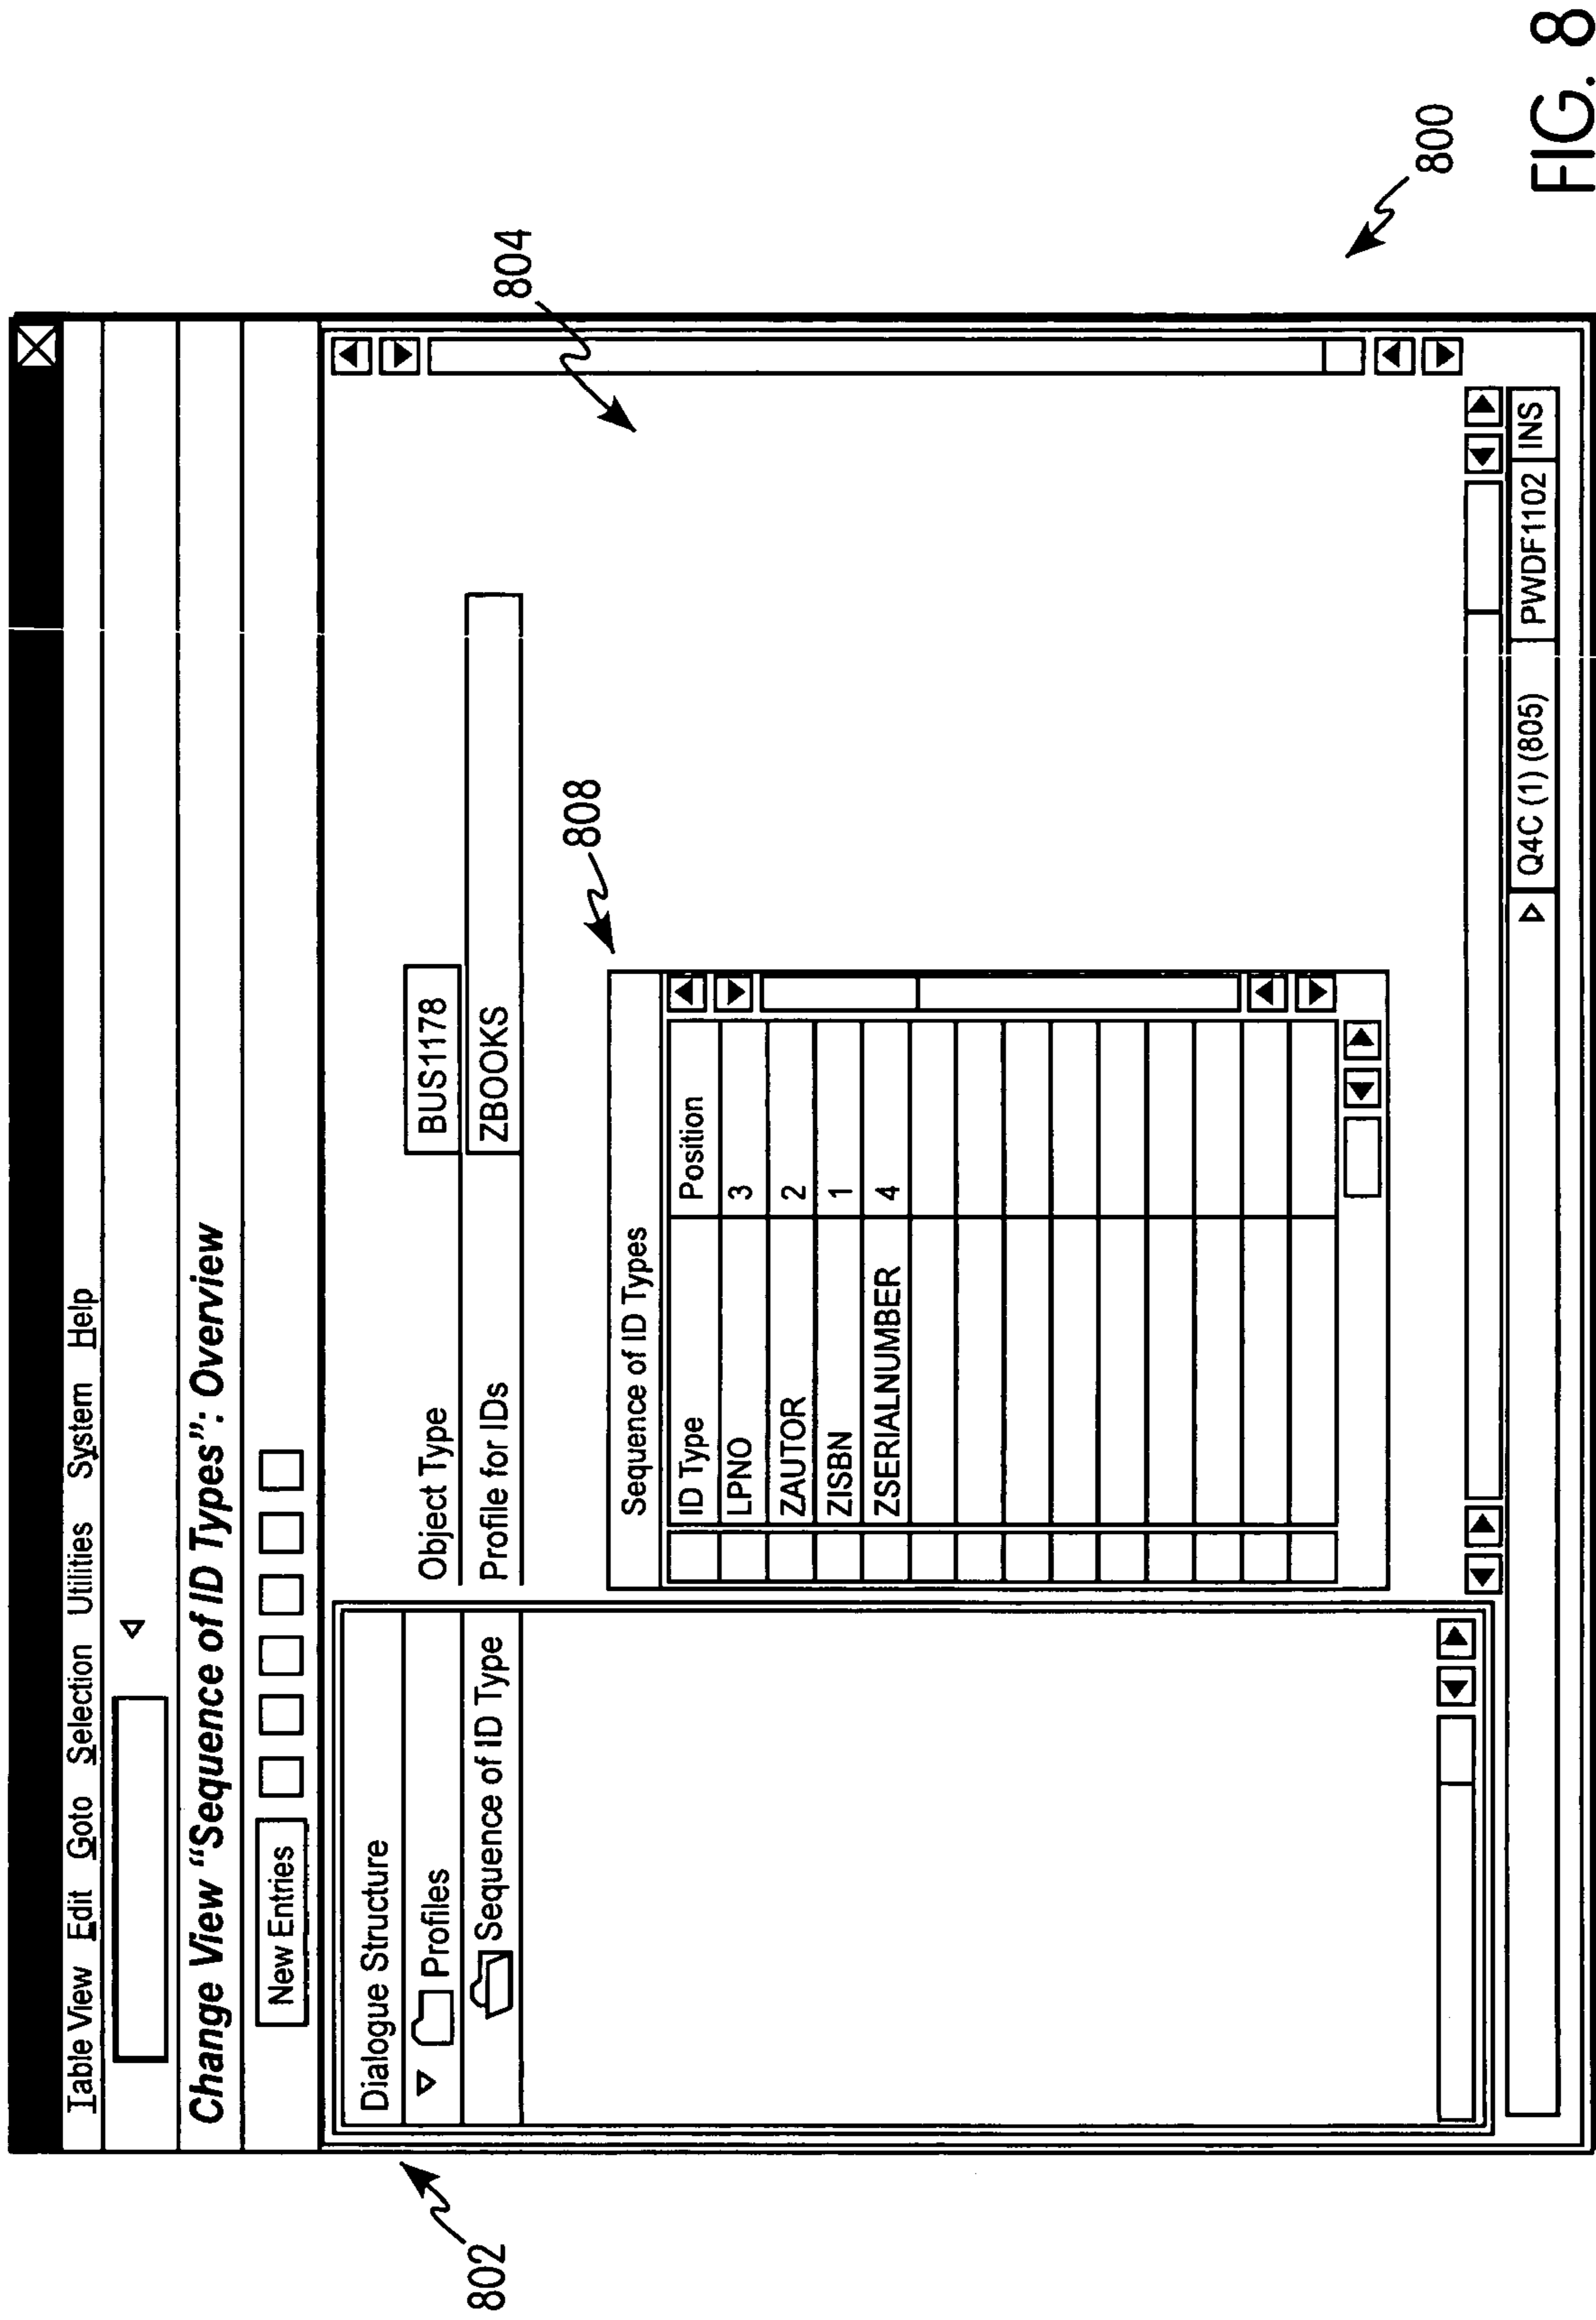 Table View Edit Goto Selection Utilities System Help
Change View “Sequence of ID Types”: Overview
New Entries
Dialogue Structure
Profiles
Sequence of ID Type
Object Type BUS1178
Profile for IDs ZBOOKS
Sequence of ID Types
ID Type Position
LPNO 3
ZAUTOR 2
ZISBN 1
ZSERIALNUMBER 4
Q4C (1) (805) PWDF1102 INS
802
804
808
800
FIG. 8